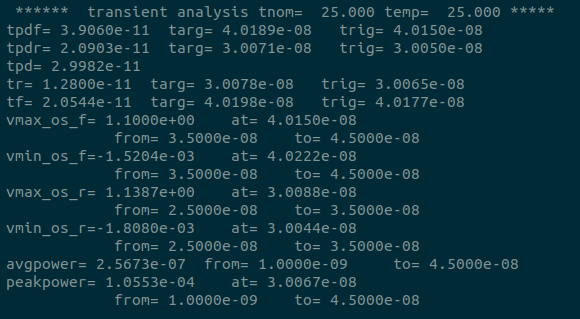 ****** transient analysis tnom= 25.000 temp= 25.000 *****
tpdf= 3.9060e-11 targ= 4.0189e-08 trig= 4.0150e-08
tpdr= 2.0903e-11 targ= 3.0071e-08 trig= 3.0050e-08
tpd= 2.9982e-11
tr= 1.2800e-11 targ= 3.0078e-08 trig= 3.0065e-08
tf= 2.0544e-11 targ= 4.0198e-08 trig= 4.0177e-08
vmax_os_f= 1.1000e+00 at= 4.0150e-08
from= 3.5000e-08 to= 4.5000e-08
vmin_os_f=-1.5204e-03 at= 4.0222e-08
from= 3.5000e-08 to= 4.5000e-08
vmax_os_r= 1.1387e+00 at= 3.0088e-08
from= 2.5000e-08 to= 3.5000e-08
vmin_os_r=-1.8080e-03 at= 3.0044e-08
from= 2.5000e-08 to= 3.5000e-08
avgpower= 2.5673e-07 from= 1.0000e-09 to= 4.5000e-08
peakpower= 1.0553e-04 at= 3.0067e-08
from= 1.0000e-09 to= 4.5000e-08